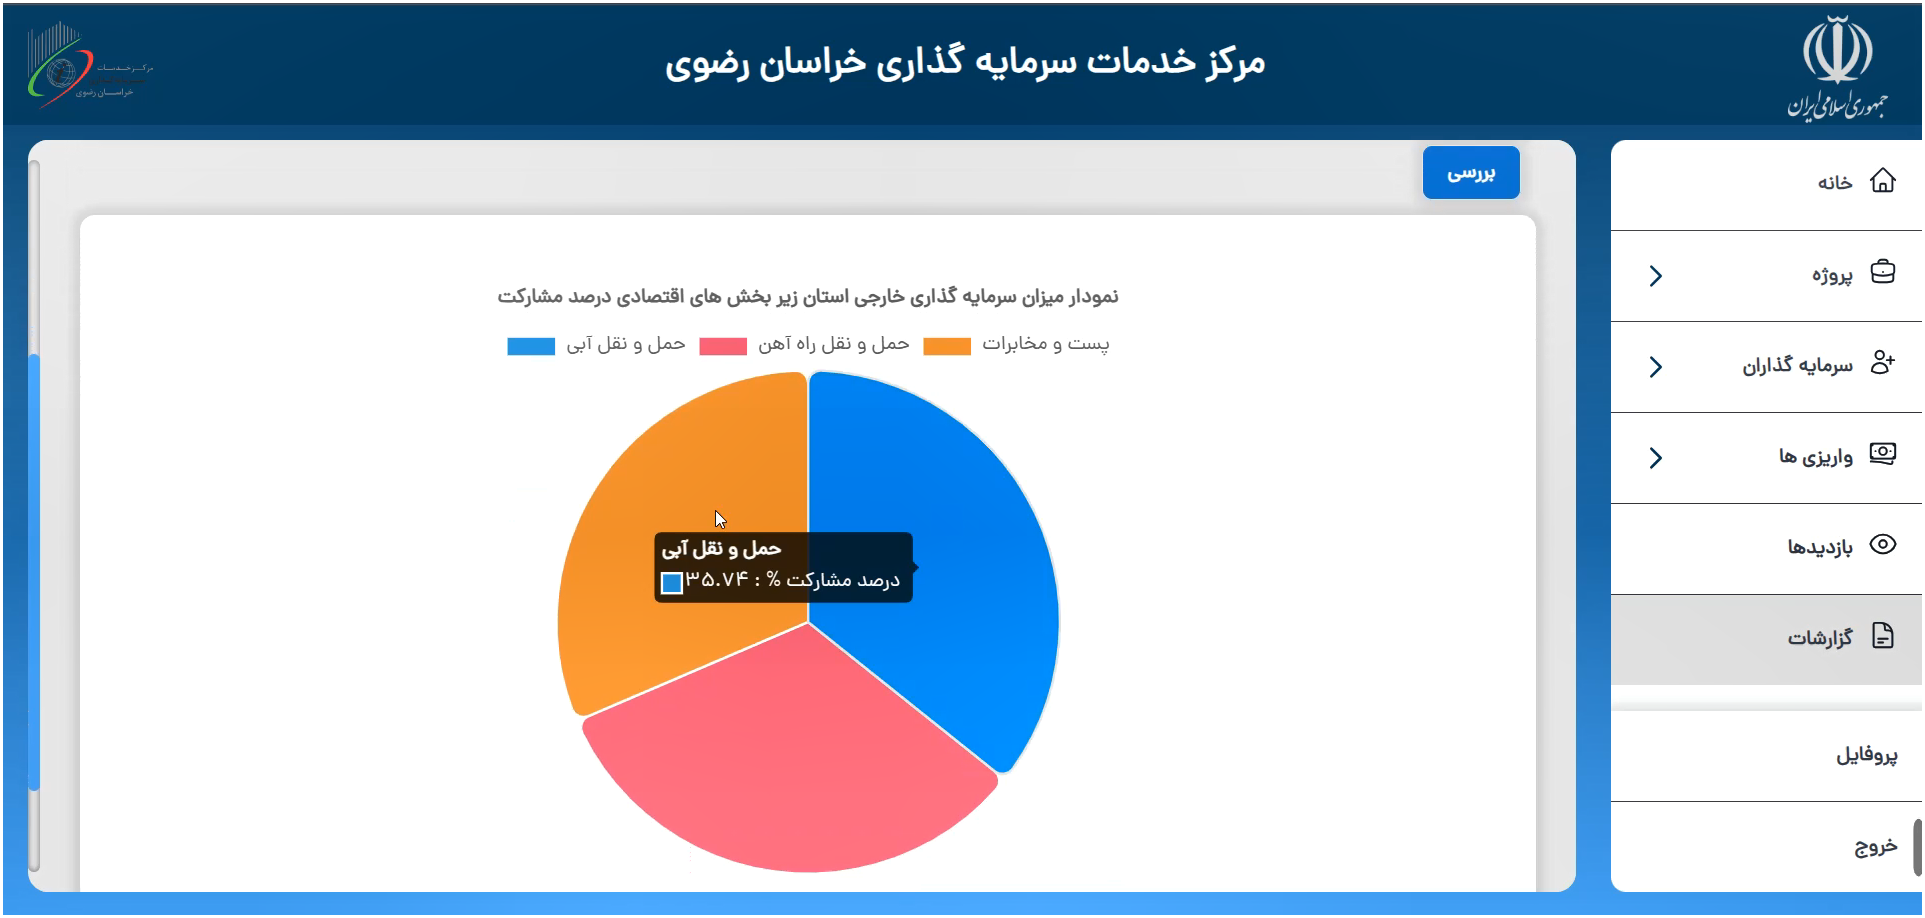 جمهوری اسلامی ایران
مرکز خدمات سرمایه گذاری خراسان رضوی
مرکز خدمات
خراسان رضوی
خانه
پروژه
سرمایه گذاران
واریزی ها
بازدیدها
گزارشات
پروفایل
خروج
بررسی
نمودار میزان سرمایه گذاری خارجی استان زیر بخش های اقتصادی درصد مشارکت
پست و مخابرات
حمل و نقل راه آهن
حمل و نقل آبی
حمل و نقل آبی
درصد مشارکت % : ۳۵.۷۴